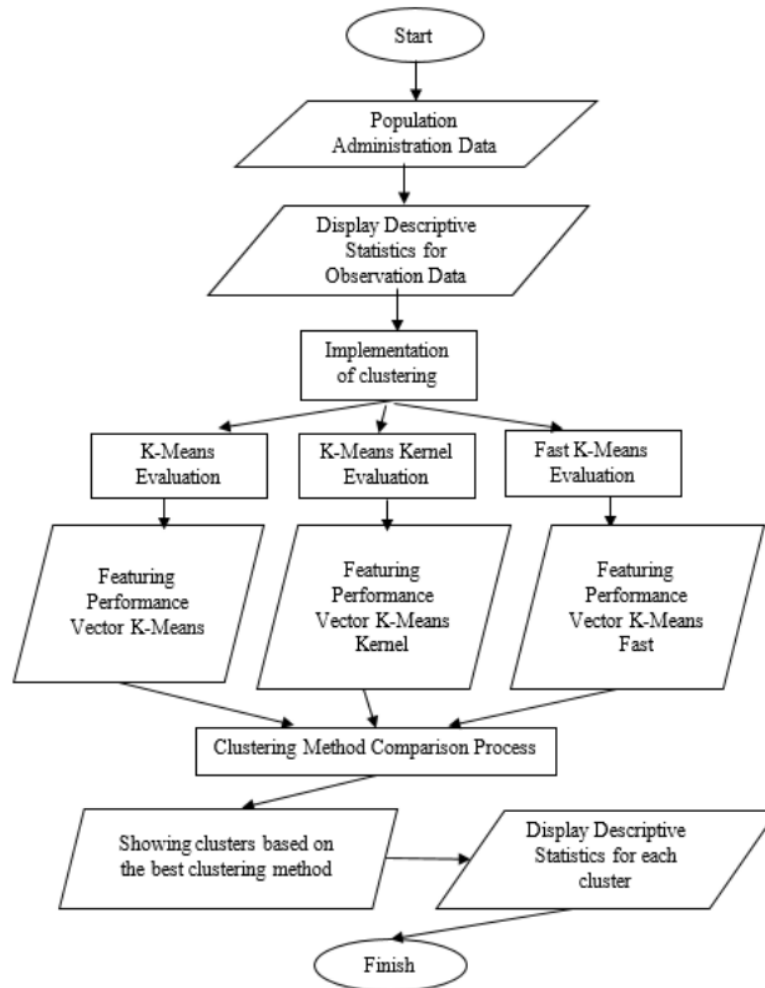 Start
Population
Administration Data
Display Descriptive
Statistics for
Observation Data
Implementation
of clustering
K-Means
Evaluation
K-Means Kernel
Evaluation
Fast K-Means
Evaluation
Featuring
Performance
Vector K-Means
Featuring
Performance
Vector K-Means
Kernel
Featuring
Performance
Vector K-Means
Fast
Clustering Method Comparison Process
Showing clusters based on
the best clustering method
Display Descriptive
Statistics for each
cluster
Finish